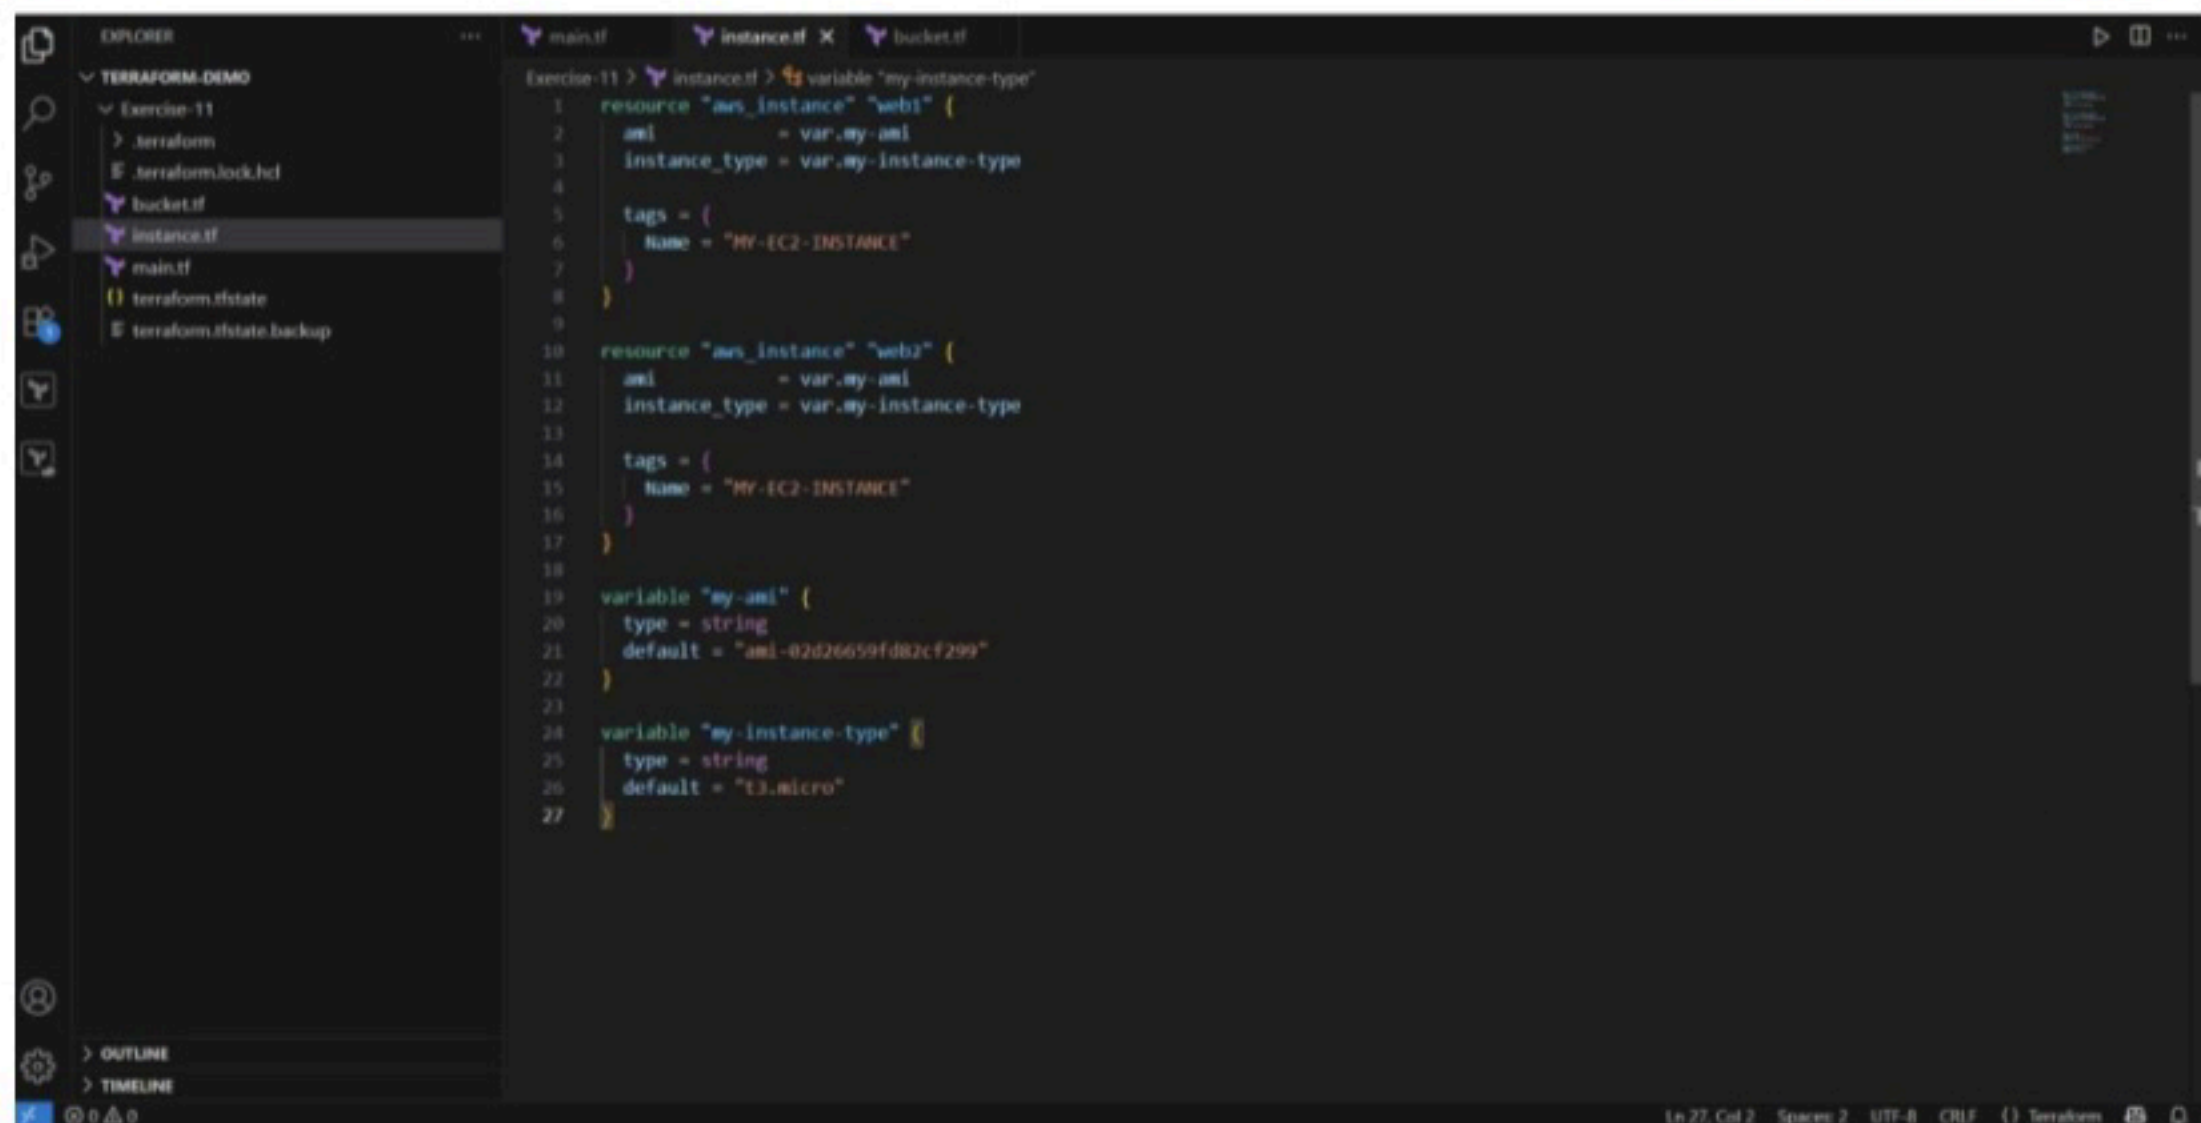 EXPLORER
TERRAFORM-DEMO
Exercise-11
.terraform
.terraform.lock.hcl
bucket.tf
instance.tf
main.tf
terraform.tfstate
terraform.tfstate.backup
OUTLINE
TIMELINE
main.tf instance.tf bucket.tf
Exercise-11 > instance.tf > variable "my-instance-type"
1 resource "aws_instance" "web1" {
2 ami = var.my-ami
3 instance_type = var.my-instance-type
4
5 tags = {
6 Name = "MY-EC2-INSTANCE"
7 }
8 }
9
10 resource "aws_instance" "web2" {
11 ami = var.my-ami
12 instance_type = var.my-instance-type
13
14 tags = {
15 Name = "MY-EC2-INSTANCE"
16 }
17 }
18
19 variable "my-ami" {
20 type = string
21 default = "ami-02d26659fd82cf299"
22 }
23
24 variable "my-instance-type" {
25 type = string
26 default = "t3.micro"
27 }
0 0
Ln 27, Col 2 Spaces: 2 UTF-8 CRLF {} Terraform